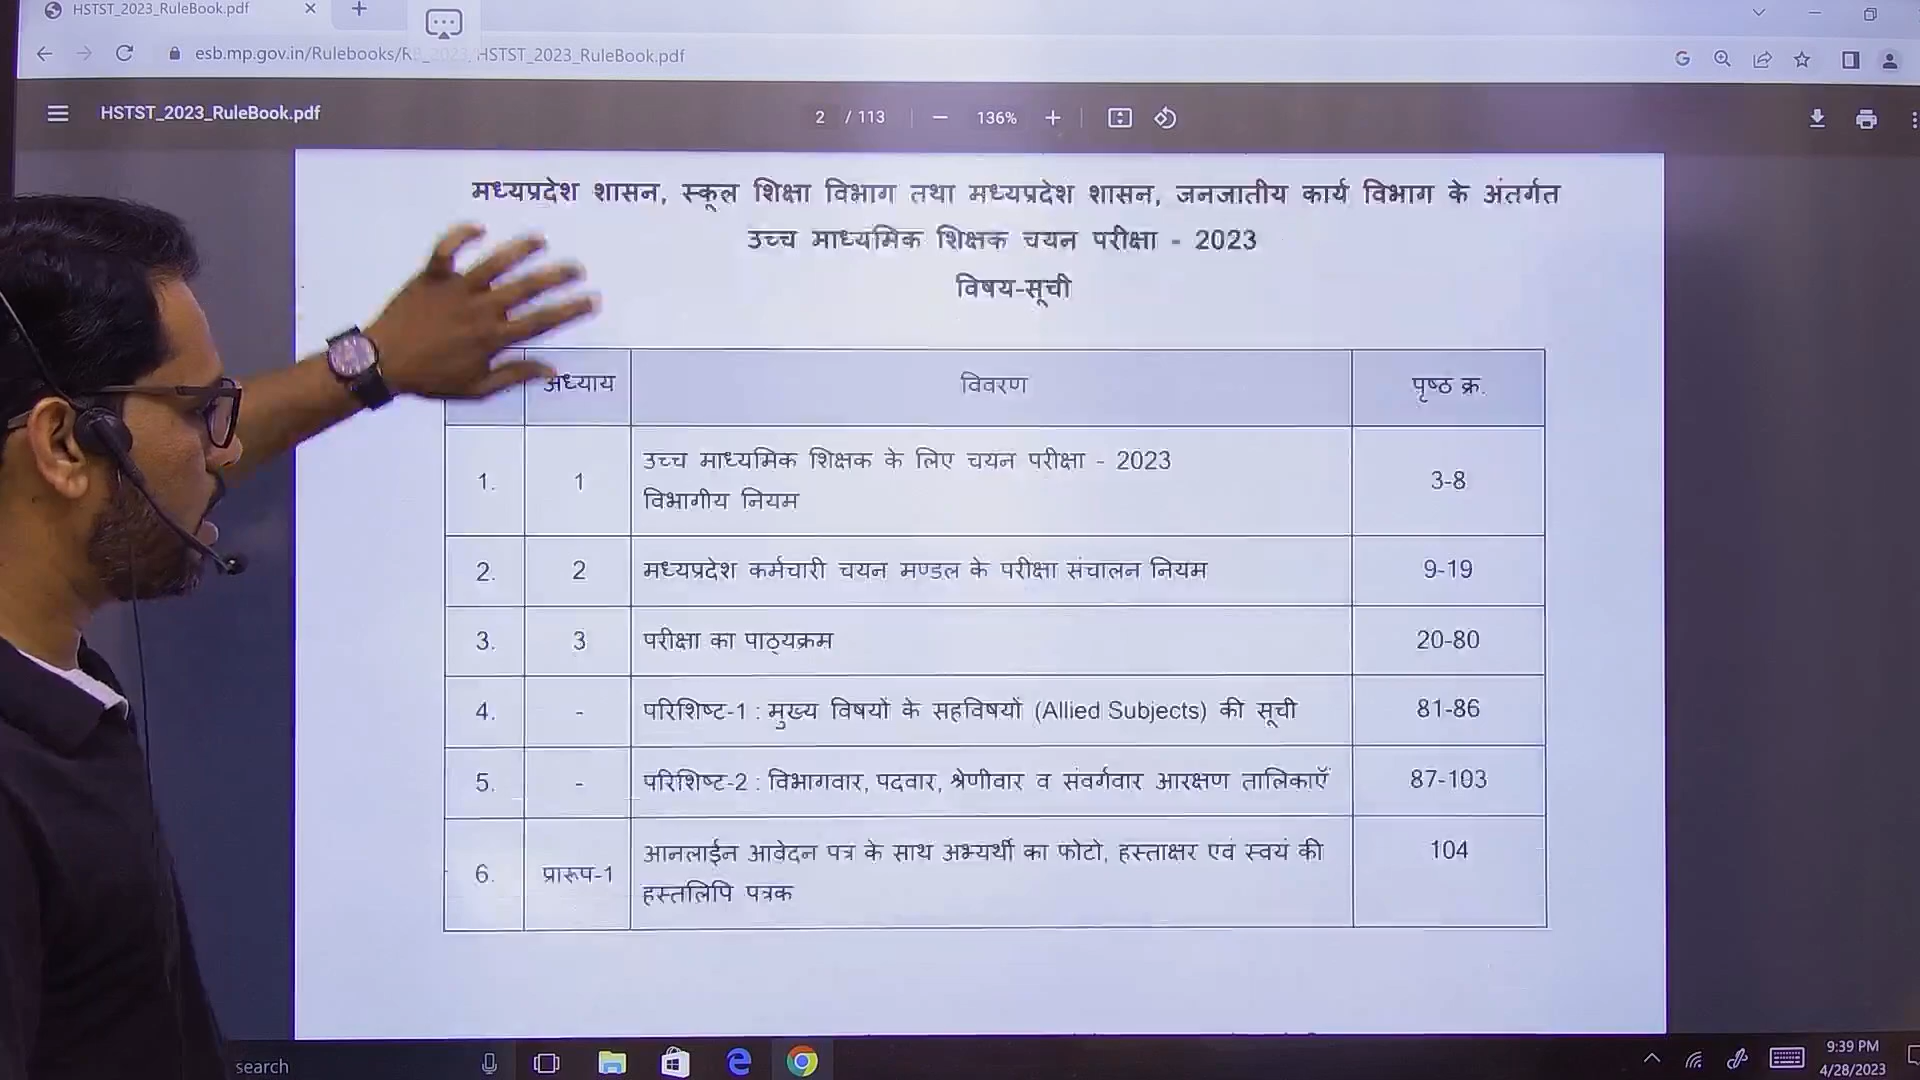 HSTST_2023_RuleBook.pdf
esb.mp.gov.in/Rulebooks/RB_2023_HSTST_2023_RuleBook.pdf
HSTST_2023_RuleBook.pdf
2 / 113
136%
मध्यप्रदेश शासन, स्कूल शिक्षा विभाग तथा मध्यप्रदेश शासन, जनजातीय कार्य विभाग के अंतर्गत
उच्च माध्यमिक शिक्षक चयन परीक्षा - 2023
विषय-सूची
अध्याय विवरण पृष्ठ क्र.
1. 1 उच्च माध्यमिक शिक्षक के लिए चयन परीक्षा - 2023 3-8
विभागीय नियम
2. 2 मध्यप्रदेश कर्मचारी चयन मण्डल के परीक्षा संचालन नियम 9-19
3. 3 परीक्षा का पाठ्यक्रम 20-80
4. - परिशिष्ट-1 : मुख्य विषयों के सहविषयों (Allied Subjects) की सूची 81-86
5. - परिशिष्ट-2 : विभागवार, पदवार, श्रेणीवार व संवर्गवार आरक्षण तालिकाएँ 87-103
6. प्रारूप-1 आनलाईन आवेदन पत्र के साथ अभ्यर्थी का फोटो, हस्ताक्षर एवं स्वयं की 104
हस्तलिपि पत्रक
search
9:39 PM
4/28/2023